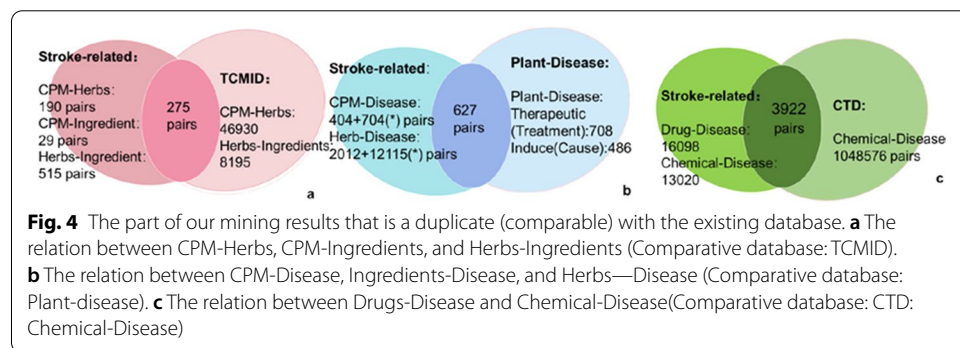 Stroke-related:
CPM-Herbs:
190 pairs
CPM-Ingredient:
29 pairs
Herbs-Ingredient:
515 pairs
275
pairs
TCMID:
CPM-Herbs:
46930
Herbs-Ingredients:
8195
a
Stroke-related:
CPM-Disease:
404+704(*) pairs
Herb-Disease:
2012+12115(*) pairs
627
pairs
Plant-Disease:
Plant-Disease:
Therapeutic
(Treatment):708
Induce(Cause):486
b
Stroke-related:
Drug-Disease:
16098
Chemical-Disease:
13020
3922
pairs
CTD:
Chemical-Disease
1048576 pairs
c
Fig. 4 The part of our mining results that is a duplicate (comparable) with the existing database. a The
relation between CPM-Herbs, CPM-Ingredients, and Herbs-Ingredients (Comparative database: TCMID).
b The relation between CPM-Disease, Ingredients-Disease, and Herbs—Disease (Comparative database:
Plant-disease). c The relation between Drugs-Disease and Chemical-Disease(Comparative database: CTD:
Chemical-Disease)